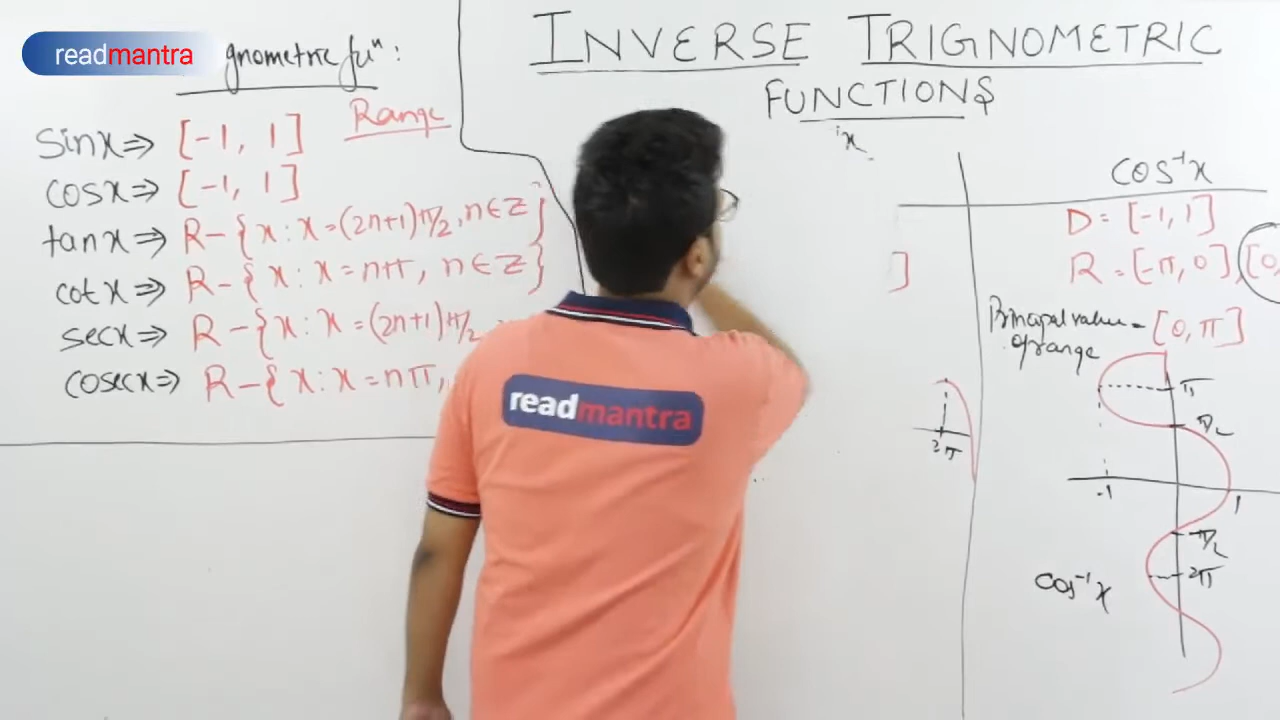 readmantra
gnometric fuⁿ :
Range
Sinx ⇒ [-1, 1]
cosx ⇒ [-1, 1]
tanx ⇒ R-{ x : x = (2n+1)π/2, n∈Z }
cotx ⇒ R-{ x : x = nπ, n∈Z }
secx ⇒ R-{ x : x = (2n+1)π/2
cosecx ⇒ R-{ x : x = nπ,
INVERSE TRIGNOMETRIC
FUNCTIONS
x
]
2π
cos⁻¹x
D = [-1, 1]
R = [-π, 0], [0,
Principal value = [0, π]
of range
π
π/2
-1
1
-π/2
cos⁻¹x
readmantra